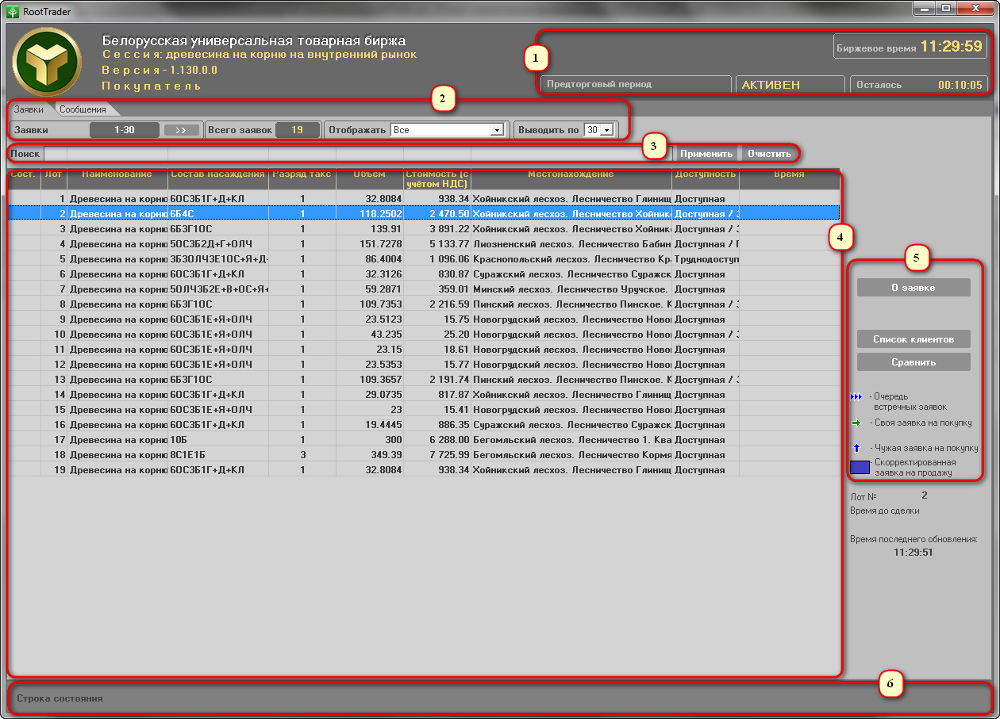 RootTrader
Белорусская универсальная товарная биржа
Сессия: древесина на корню на внутренний рынок
Версия - 1.130.0.0
Покупатель
1
Биржевое время 11:29:59
Предторговый период АКТИВЕН Осталось 00:10:05
2
Заявки Сообщения
Заявки 1-30 >> Всего заявок 19 Отображать Все Выводить по 30
3
Поиск Применить Очистить
Сост. Лот Наименование Состав насаждения Разряд такс Объем Стоимость (с учётом НДС) Местонахождение Доступность Время
1 Древесина на корню 6ОС3Б1Г+Д+КЛ 1 32.8084 938.34 Хойникский лесхоз. Лесничество Глинищ Доступная
2 Древесина на корню 6Б4С 1 118.2502 2 470.50 Хойникский лесхоз. Лесничество Хойник Доступная /
3 Древесина на корню 6Б3Г1ОС 1 139.91 3 891.22 Хойникский лесхоз. Лесничество Хойник Доступная /
4 Древесина на корню 5ОС3Б2Д+Г+ОЛЧ 1 151.7278 5 133.77 Лиозненский лесхоз. Лесничество Бабин Доступная /
5 Древесина на корню 3Б3ОЛЧ3Е1ОС+Я+Д- 1 86.4004 1 096.06 Краснопольский лесхоз. Лесничество Кра Труднодоступ
6 Древесина на корню 6ОС3Б1Г+Д+КЛ 1 32.3126 830.87 Суражский лесхоз. Лесничество Суражск Доступная
7 Древесина на корню 5ОЛЧ3Б2Е+В+ОС+Я+ 1 59.2871 359.01 Минский лесхоз. Лесничество Уручское. Доступная
8 Древесина на корню 6Б3Г1ОС 1 109.7353 2 216.59 Пинский лесхоз. Лесничество Пинское. К Доступная /
9 Древесина на корню 6ОС3Б1Е+Я+ОЛЧ 1 23.5123 15.75 Новогрудский лесхоз. Лесничество Ново Доступная
10 Древесина на корню 6ОС3Б1Е+Я+ОЛЧ 1 43.235 25.20 Новогрудский лесхоз. Лесничество Ново Доступная /
11 Древесина на корню 6ОС3Б1Е+Я+ОЛЧ 1 23.15 18.61 Новогрудский лесхоз. Лесничество Ново Доступная
12 Древесина на корню 6ОС3Б1Е+Я+ОЛЧ 1 23.5353 15.77 Новогрудский лесхоз. Лесничество Ново Доступная
13 Древесина на корню 6Б3Г1ОС 1 109.3657 2 191.74 Пинский лесхоз. Лесничество Пинское. К Доступная /
14 Древесина на корню 6ОС3Б1Г+Д+КЛ 1 29.0735 817.87 Хойникский лесхоз. Лесничество Глинищ Доступная
15 Древесина на корню 6ОС3Б1Е+Я+ОЛЧ 1 23 15.41 Новогрудский лесхоз. Лесничество Ново Доступная
16 Древесина на корню 6ОС3Б1Г+Д+КЛ 1 19.4445 886.35 Суражский лесхоз. Лесничество Суражск Доступная
17 Древесина на корню 10Б 1 300 6 288.00 Бегомльский лесхоз. Лесничество 1. Ква Доступная
18 Древесина на корню 8С1Е1Б 3 349.39 7 725.99 Бегомльский лесхоз. Лесничество Кормя Доступная
19 Древесина на корню 6ОС3Б1Г+Д+КЛ 1 32.8084 938.34 Хойникский лесхоз. Лесничество Глинищ Доступная
4
5
О заявке
Список клиентов
Сравнить
- Очередь
встречных заявок
- Своя заявка на покупку
- Чужая заявка на покупку
- Скорректированная
заявка на продажу
Лот № 2
Время до сделки
Время последнего обновления:
11:29:51
6
Строка состояния